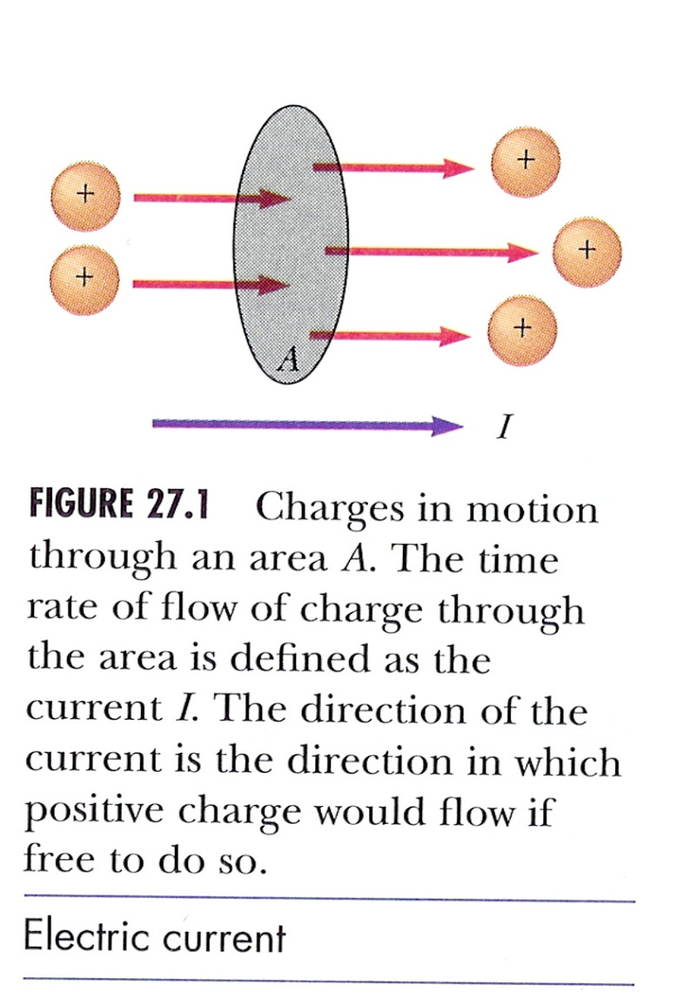 +
+
+
+
+
A
I
FIGURE 27.1 Charges in motion
through an area A. The time
rate of flow of charge through
the area is defined as the
current I. The direction of the
current is the direction in which
positive charge would flow if
free to do so.
Electric current